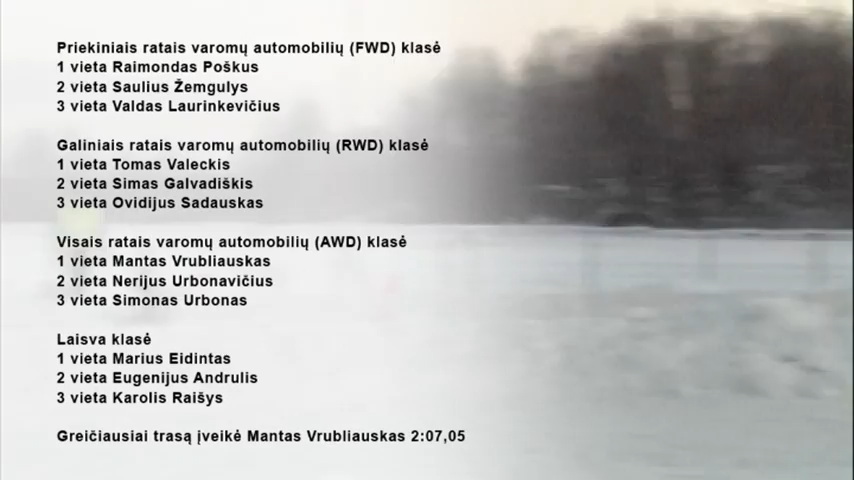 Priekiniais ratais varomų automobilių (FWD) klasė
1 vieta Raimondas Poškus
2 vieta Saulius Žemgulys
3 vieta Valdas Laurinkevičius
Galiniais ratais varomų automobilių (RWD) klasė
1 vieta Tomas Valeckis
2 vieta Simas Galvadiškis
3 vieta Ovidijus Sadauskas
Visais ratais varomų automobilių (AWD) klasė
1 vieta Mantas Vrubliauskas
2 vieta Nerijus Urbonavičius
3 vieta Simonas Urbonas
Laisva klasė
1 vieta Marius Eidintas
2 vieta Eugenijus Andrulis
3 vieta Karolis Raišys
Greičiausiai trasą įveikė Mantas Vrubliauskas 2:07,05